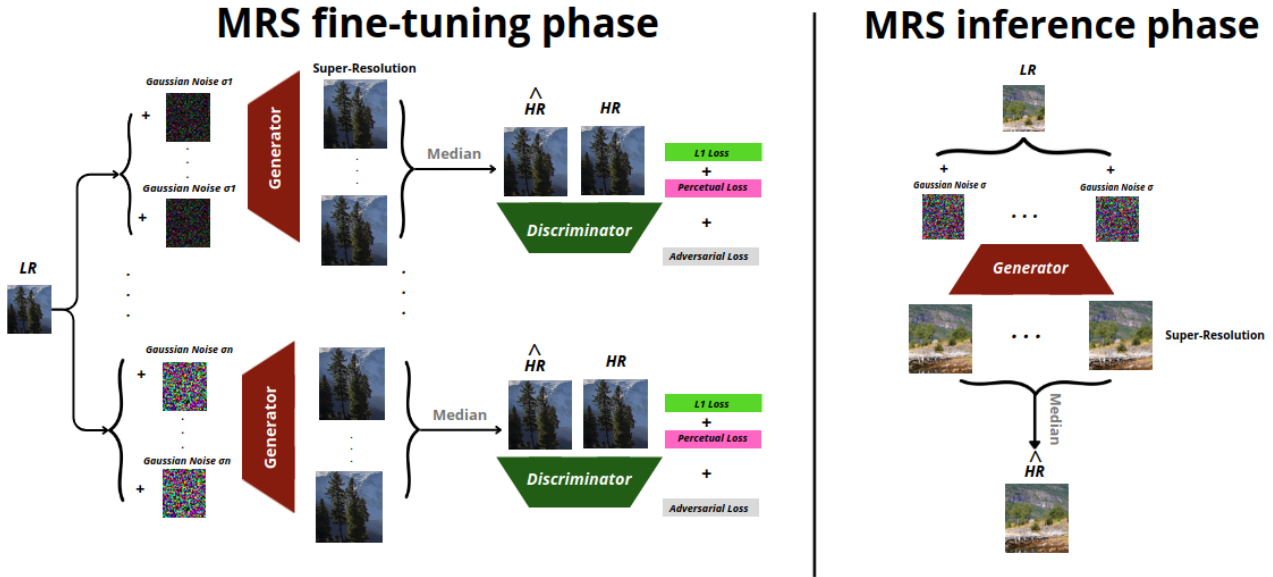 MRS fine-tuning phase
Gaussian Noise σ1
+
Gaussian Noise σ1
+
Generator
Super-Resolution
Median
^
HR
HR
L1 Loss
+
Percetual Loss
+
Adversarial Loss
Discriminator
LR
Gaussian Noise σn
+
Gaussian Noise σn
+
Generator
Median
^
HR
HR
L1 Loss
+
Percetual Loss
+
Adversarial Loss
Discriminator
MRS inference phase
LR
+
+
Gaussian Noise σ
Gaussian Noise σ
Generator
Super-Resolution
Median
^
HR